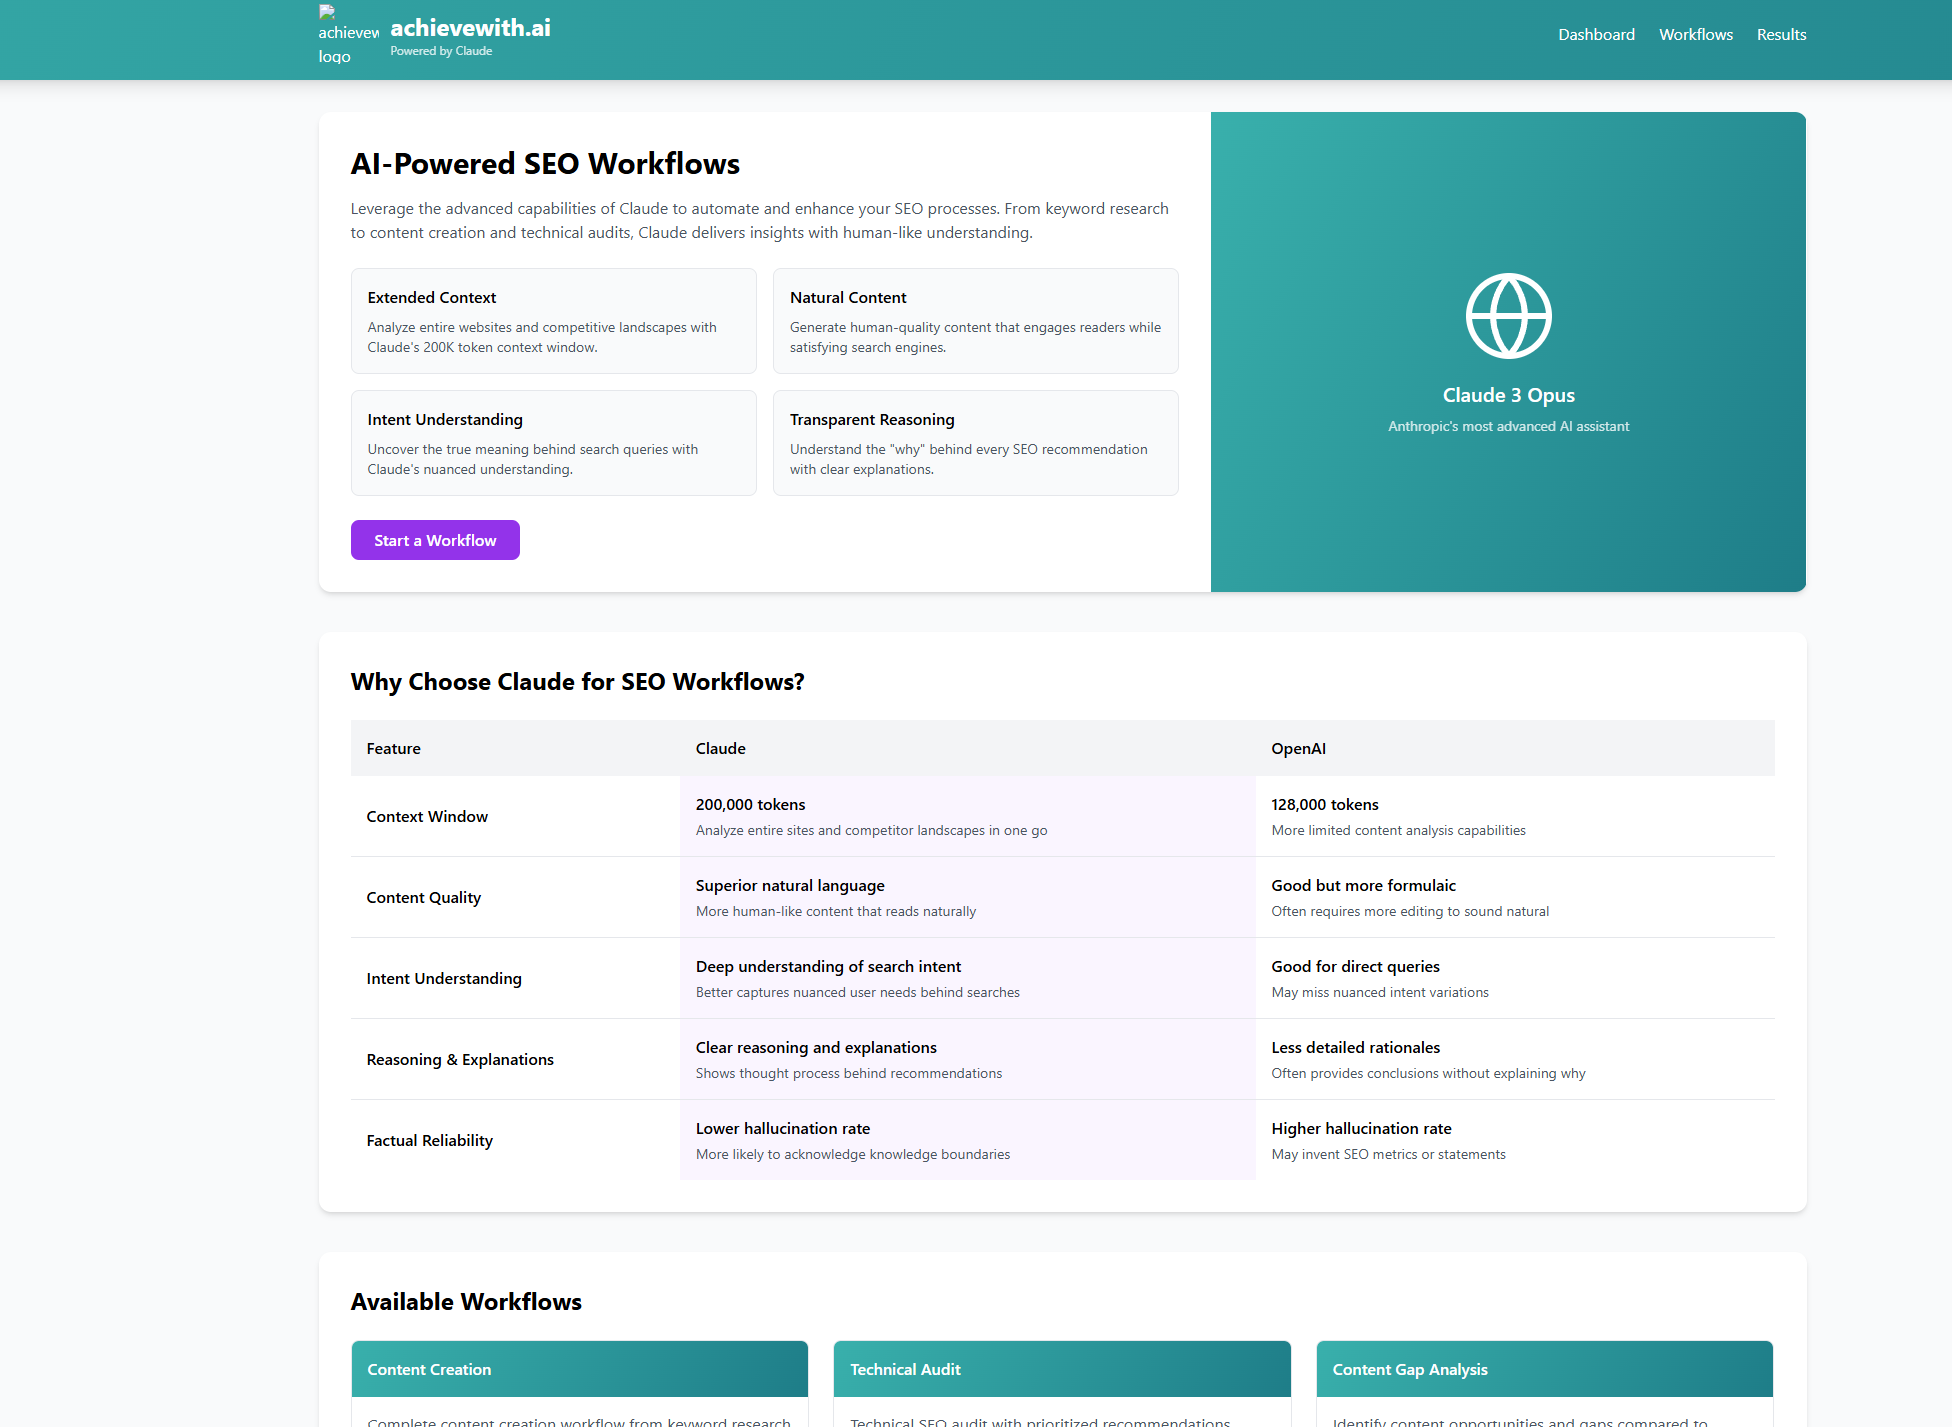 achievew
logo
achievewith.ai
Powered by Claude
Dashboard
Workflows
Results
AI-Powered SEO Workflows
Leverage the advanced capabilities of Claude to automate and enhance your SEO processes. From keyword research
to content creation and technical audits, Claude delivers insights with human-like understanding.
Extended Context
Analyze entire websites and competitive landscapes with
Claude's 200K token context window.
Natural Content
Generate human-quality content that engages readers while
satisfying search engines.
Intent Understanding
Uncover the true meaning behind search queries with
Claude's nuanced understanding.
Transparent Reasoning
Understand the "why" behind every SEO recommendation
with clear explanations.
Start a Workflow
Claude 3 Opus
Anthropic's most advanced AI assistant
Why Choose Claude for SEO Workflows?
Feature
Claude
OpenAI
Context Window
200,000 tokens
Analyze entire sites and competitor landscapes in one go
128,000 tokens
More limited content analysis capabilities
Content Quality
Superior natural language
More human-like content that reads naturally
Good but more formulaic
Often requires more editing to sound natural
Intent Understanding
Deep understanding of search intent
Better captures nuanced user needs behind searches
Good for direct queries
May miss nuanced intent variations
Reasoning & Explanations
Clear reasoning and explanations
Shows thought process behind recommendations
Less detailed rationales
Often provides conclusions without explaining why
Factual Reliability
Lower hallucination rate
More likely to acknowledge knowledge boundaries
Higher hallucination rate
May invent SEO metrics or statements
Available Workflows
Content Creation
Complete content creation workflow from keyword research
Technical Audit
Technical SEO audit with prioritized recommendations
Content Gap Analysis
Identify content opportunities and gaps compared to